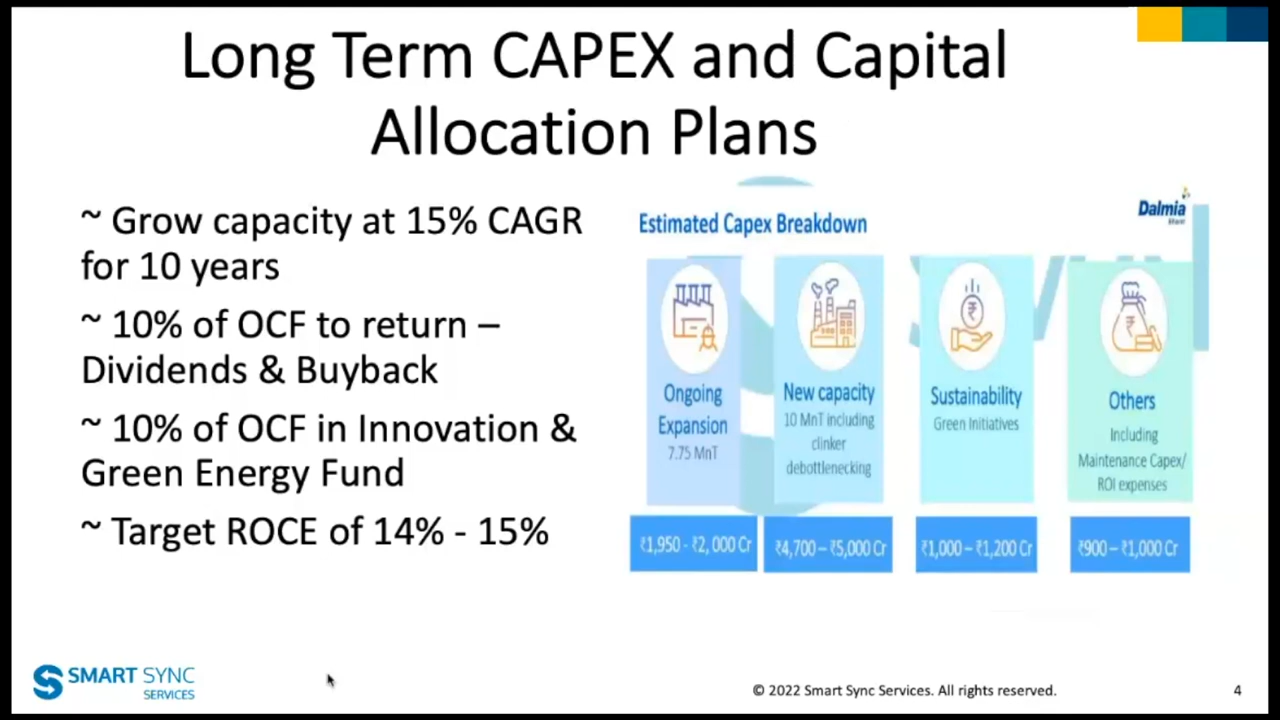 Long Term CAPEX and Capital
Allocation Plans
~ Grow capacity at 15% CAGR
for 10 years
~ 10% of OCF to return –
Dividends & Buyback
~ 10% of OCF in Innovation &
Green Energy Fund
~ Target ROCE of 14% - 15%
Estimated Capex Breakdown
Dalmia
bharat
Ongoing
Expansion
7.75 MnT
₹1,950 - ₹2,000 Cr
New capacity
10 MnT including
clinker
debottlenecking
₹4,700 – ₹5,000 Cr
Sustainability
Green Initiatives
₹1,000 – ₹1,200 Cr
Others
Including
Maintenance Capex/
ROI expenses
₹900 – ₹1,000 Cr
SMART SYNC
SERVICES
© 2022 Smart Sync Services. All rights reserved.
4